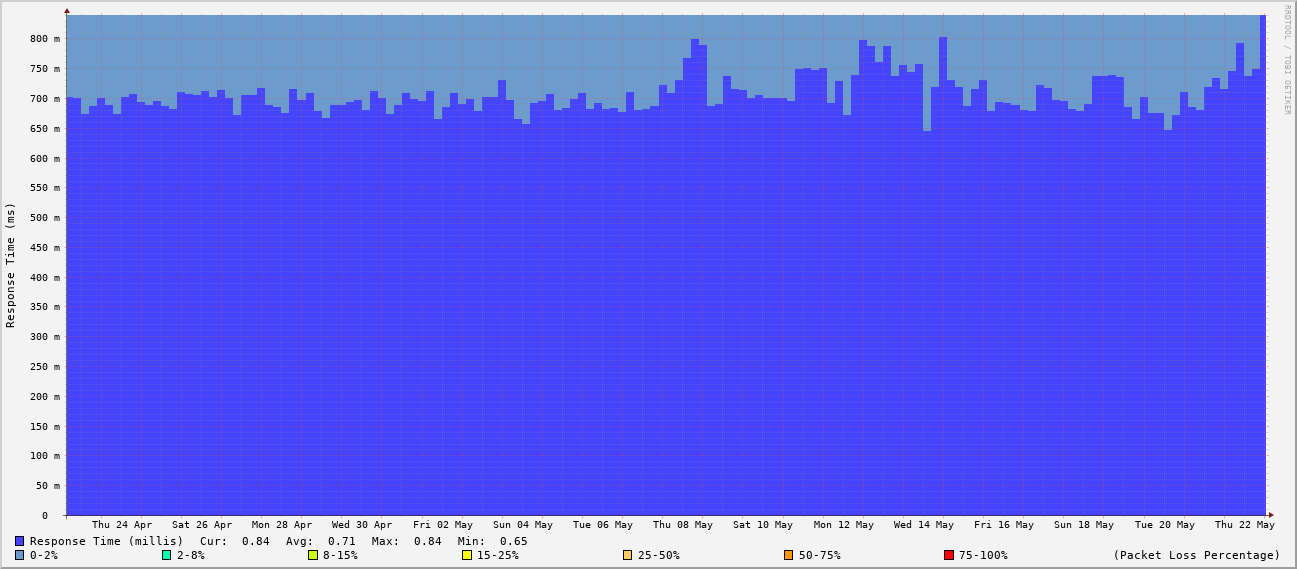 RRDTOOL / TOBI OETIKER
Response Time (ms)
800 m
750 m
700 m
650 m
600 m
550 m
500 m
450 m
400 m
350 m
300 m
250 m
200 m
150 m
100 m
50 m
0
Thu 24 Apr Sat 26 Apr Mon 28 Apr Wed 30 Apr Fri 02 May Sun 04 May Tue 06 May Thu 08 May Sat 10 May Mon 12 May Wed 14 May Fri 16 May Sun 18 May Tue 20 May Thu 22 May
Response Time (millis) Cur: 0.84 Avg: 0.71 Max: 0.84 Min: 0.65
0-2% 2-8% 8-15% 15-25% 25-50% 50-75% 75-100% (Packet Loss Percentage)